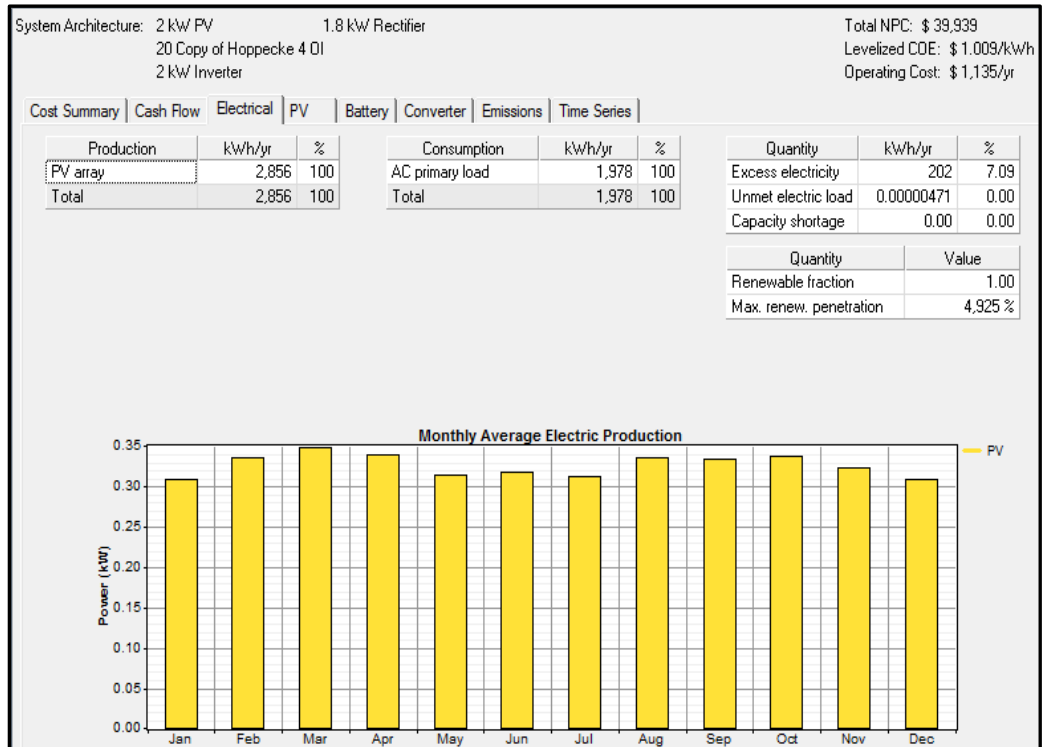 System Architecture: 2 kW PV 1.8 kW Rectifier Total NPC: $ 39,939
20 Copy of Hoppecke 4 Ol Levelized COE: $ 1.009/kWh
2 kW Inverter Operating Cost: $ 1,135/yr
Cost Summary Cash Flow Electrical PV Battery Converter Emissions Time Series
Production kWh/yr %
PV array 2,856 100
Total 2,856 100
Consumption kWh/yr %
AC primary load 1,978 100
Total 1,978 100
Quantity kWh/yr %
Excess electricity 202 7.09
Unmet electric load 0.00000471 0.00
Capacity shortage 0.00 0.00
Quantity Value
Renewable fraction 1.00
Max. renew. penetration 4,925 %
Monthly Average Electric Production
PV
Power (kW)
0.35
0.30
0.25
0.20
0.15
0.10
0.05
0.00
Jan Feb Mar Apr May Jun Jul Aug Sep Oct Nov Dec